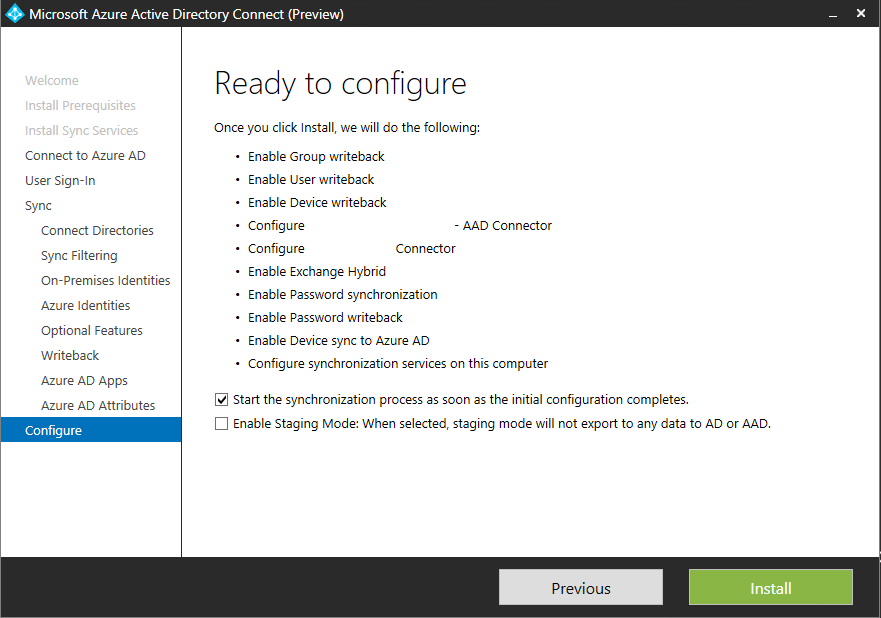 Microsoft Azure Active Directory Connect (Preview)
Welcome
Install Prerequisites
Install Sync Services
Connect to Azure AD
User Sign-In
Sync
Connect Directories
Sync Filtering
On-Premises Identities
Azure Identities
Optional Features
Writeback
Azure AD Apps
Azure AD Attributes
Configure
Ready to configure
Once you click Install, we will do the following:
• Enable Group writeback
• Enable User writeback
• Enable Device writeback
• Configure - AAD Connector
• Configure Connector
• Enable Exchange Hybrid
• Enable Password synchronization
• Enable Password writeback
• Enable Device sync to Azure AD
• Configure synchronization services on this computer
Start the synchronization process as soon as the initial configuration completes.
Enable Staging Mode: When selected, staging mode will not export to any data to AD or AAD.
Previous
Install